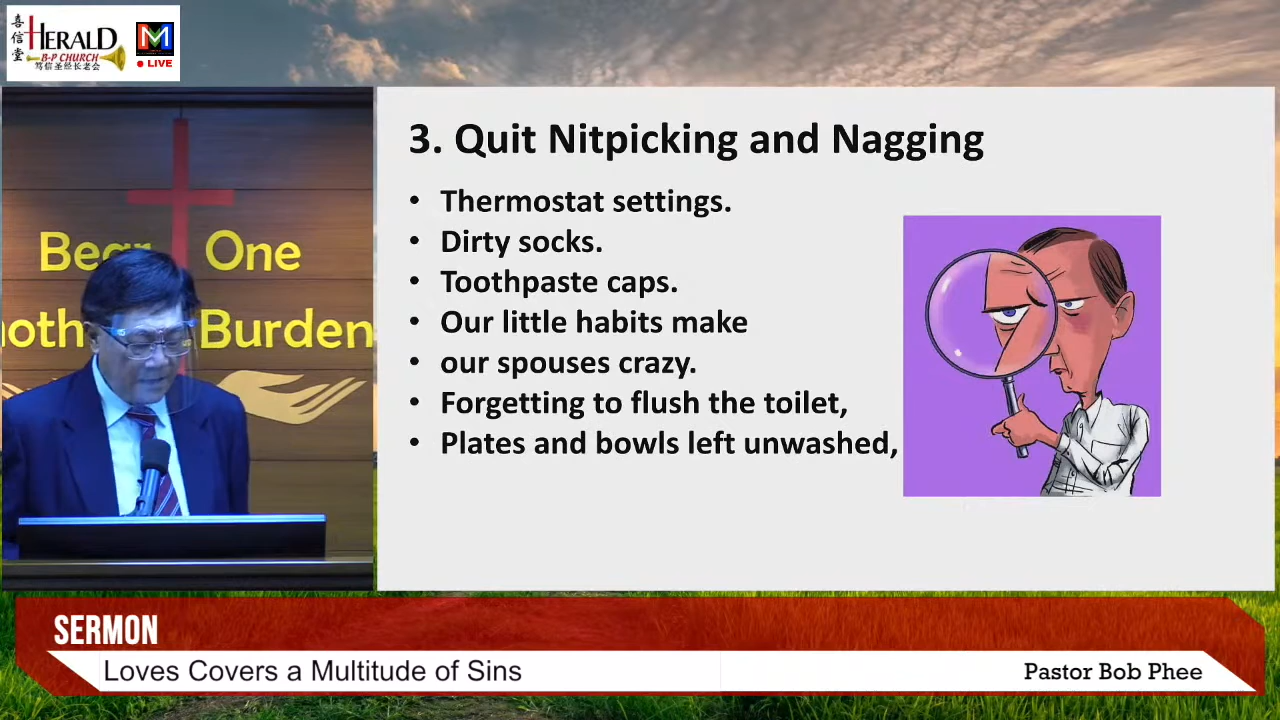 喜信堂
HERALD
B-P CHURCH
笃信圣经长老会
M
LIVE
Bear One
noth Burden
3. Quit Nitpicking and Nagging
• Thermostat settings.
• Dirty socks.
• Toothpaste caps.
• Our little habits make
• our spouses crazy.
• Forgetting to flush the toilet,
• Plates and bowls left unwashed,
SERMON
Loves Covers a Multitude of Sins
Pastor Bob Phee